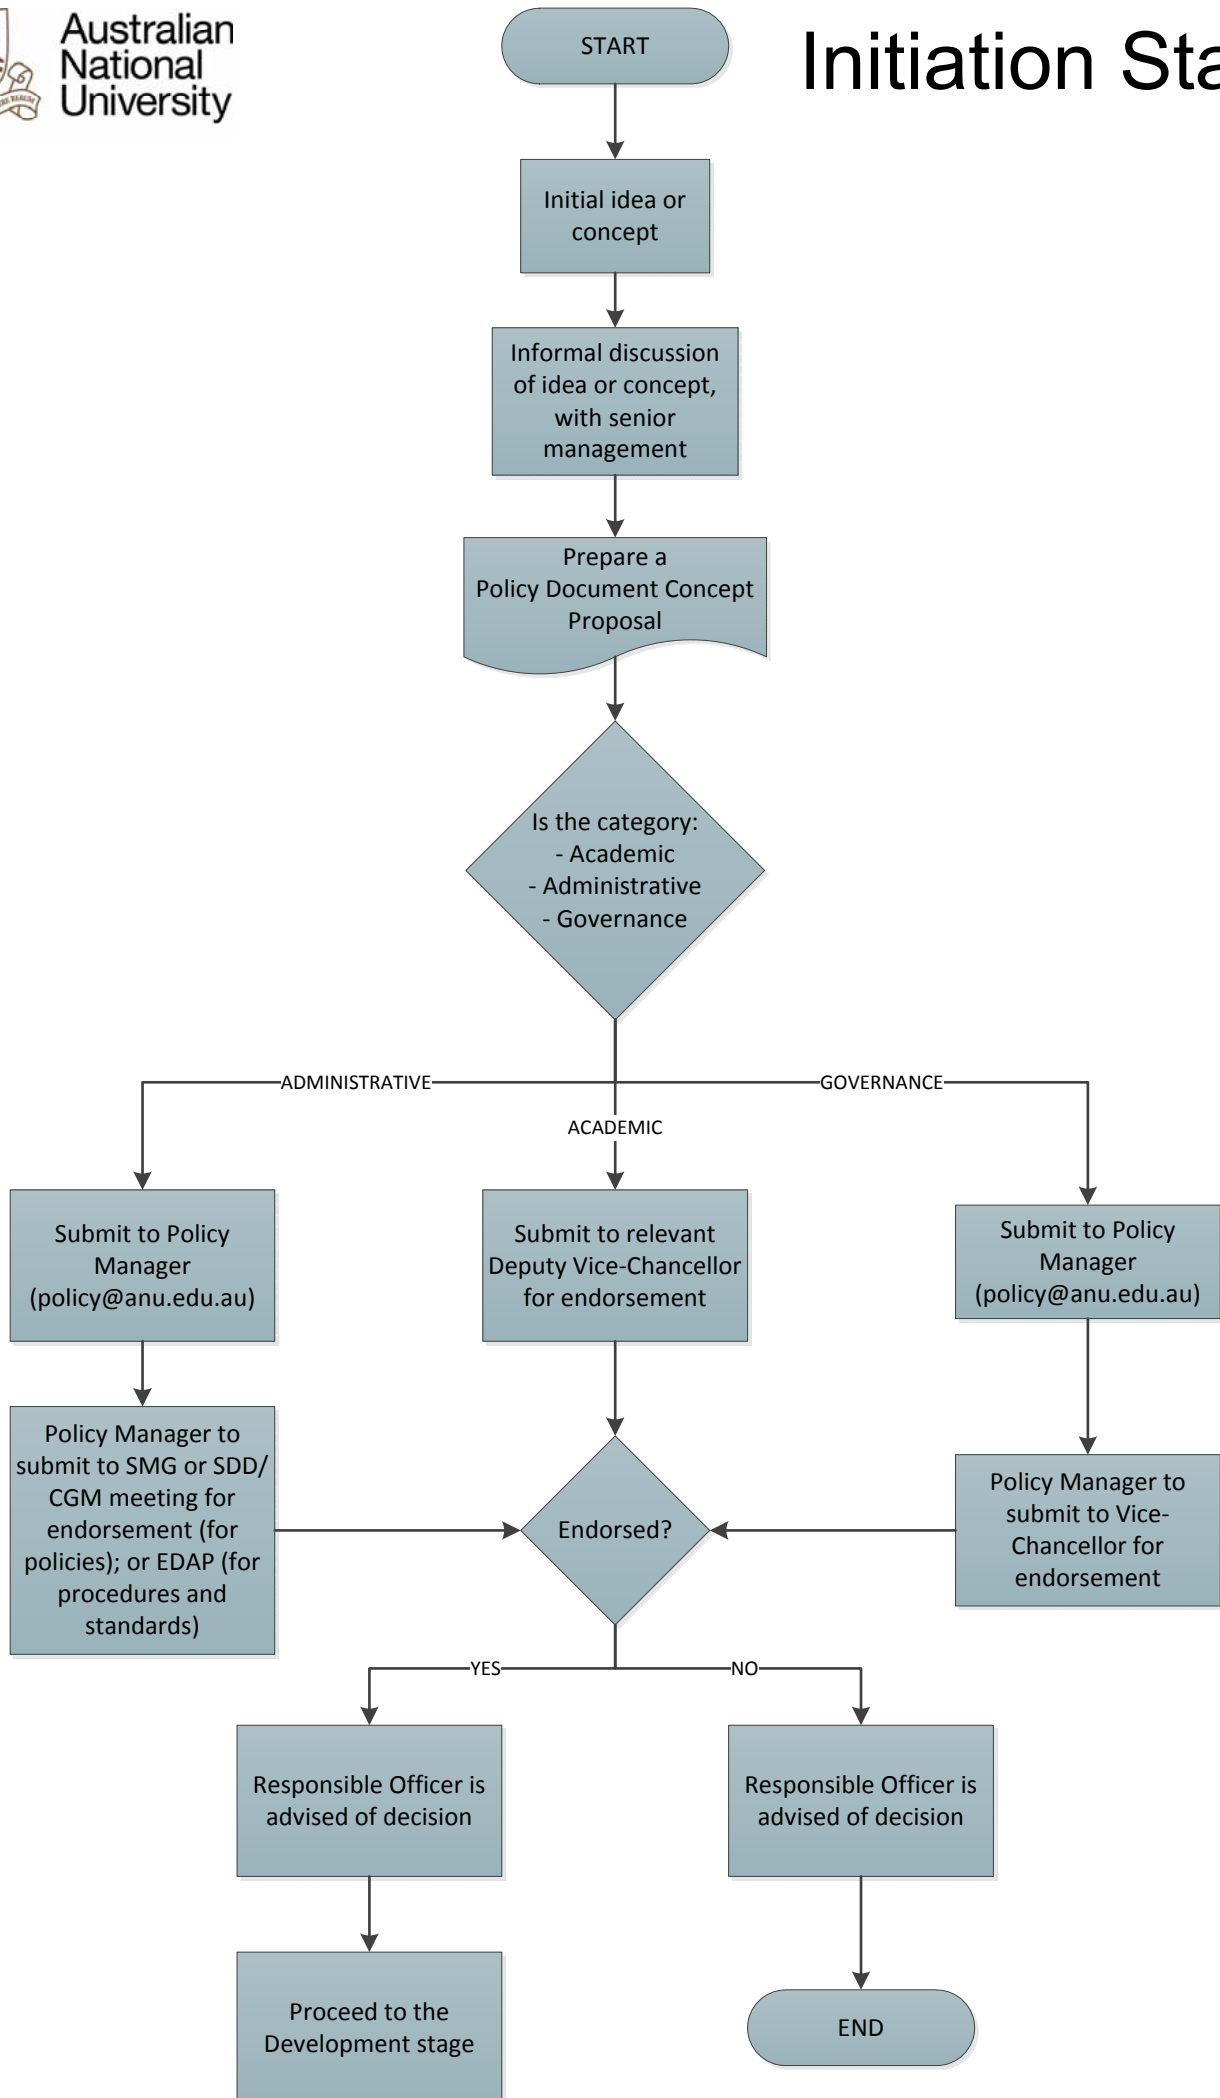 Australian
National
University
START
Initiation Sta
Initial idea or
concept
Informal discussion
of idea or concept,
with senior
management
Prepare a
Policy Document Concept
Proposal
Is the category:
- Academic
- Administrative
- Governance
ADMINISTRATIVE
GOVERNANCE
ACADEMIC
Submit to Policy
Manager
(policy@anu.edu.au)
Submit to relevant
Deputy Vice-Chancellor
for endorsement
Submit to Policy
Manager
(policy@anu.edu.au)
Policy Manager to
submit to SMG or SDD/
CGM meeting for
endorsement (for
policies); or EDAP (for
procedures and
standards)
Endorsed?
Policy Manager to
submit to Vice-
Chancellor for
endorsement
YES
NO
Responsible Officer is
advised of decision
Responsible Officer is
advised of decision
Proceed to the
Development stage
END